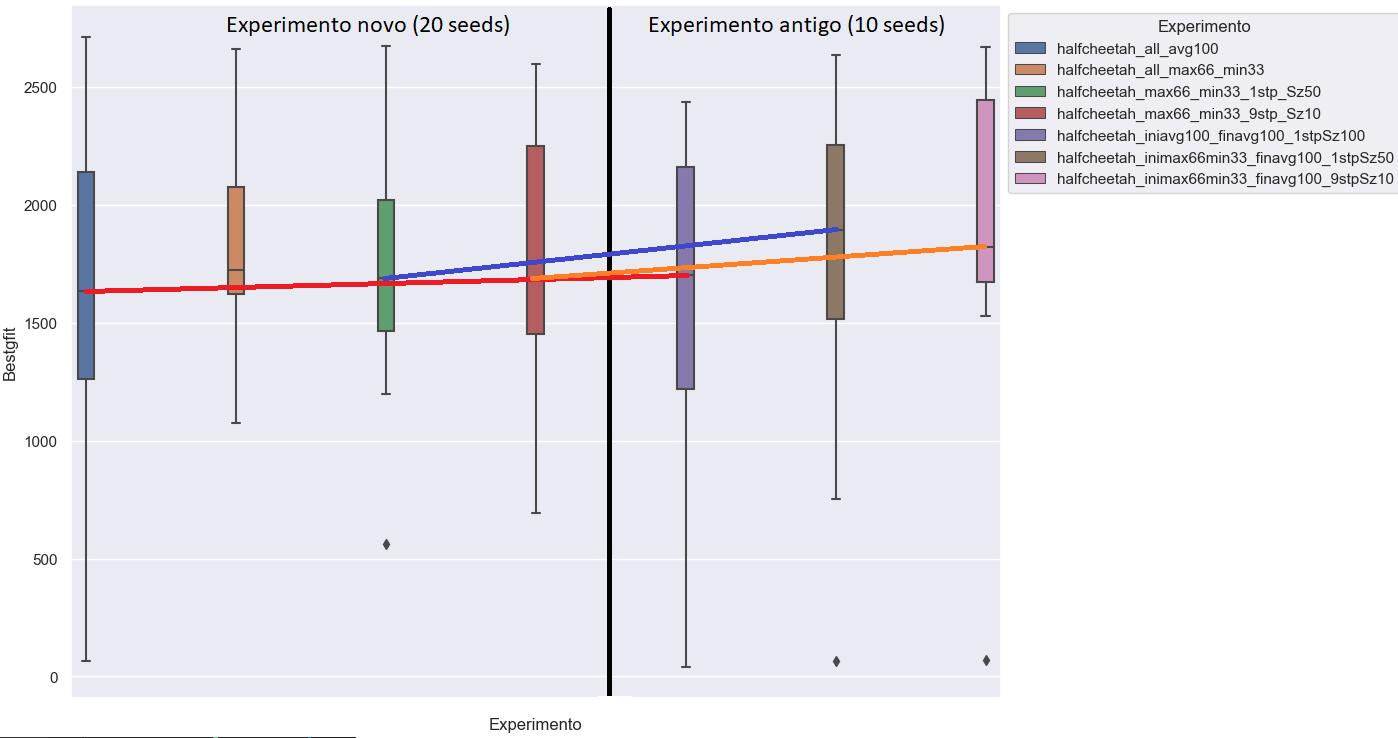 Experimento novo (20 seeds)
Experimento antigo (10 seeds)
Bestgfit
2500
2000
1500
1000
500
0
Experimento
Experimento
halfcheetah_all_avg100
halfcheetah_all_max66_min33
halfcheetah_max66_min33_1stp_Sz50
halfcheetah_max66_min33_9stp_Sz10
halfcheetah_iniavg100_finavg100_1stpSz100
halfcheetah_inimax66min33_finavg100_1stpSz50
halfcheetah_inimax66min33_finavg100_9stpSz10